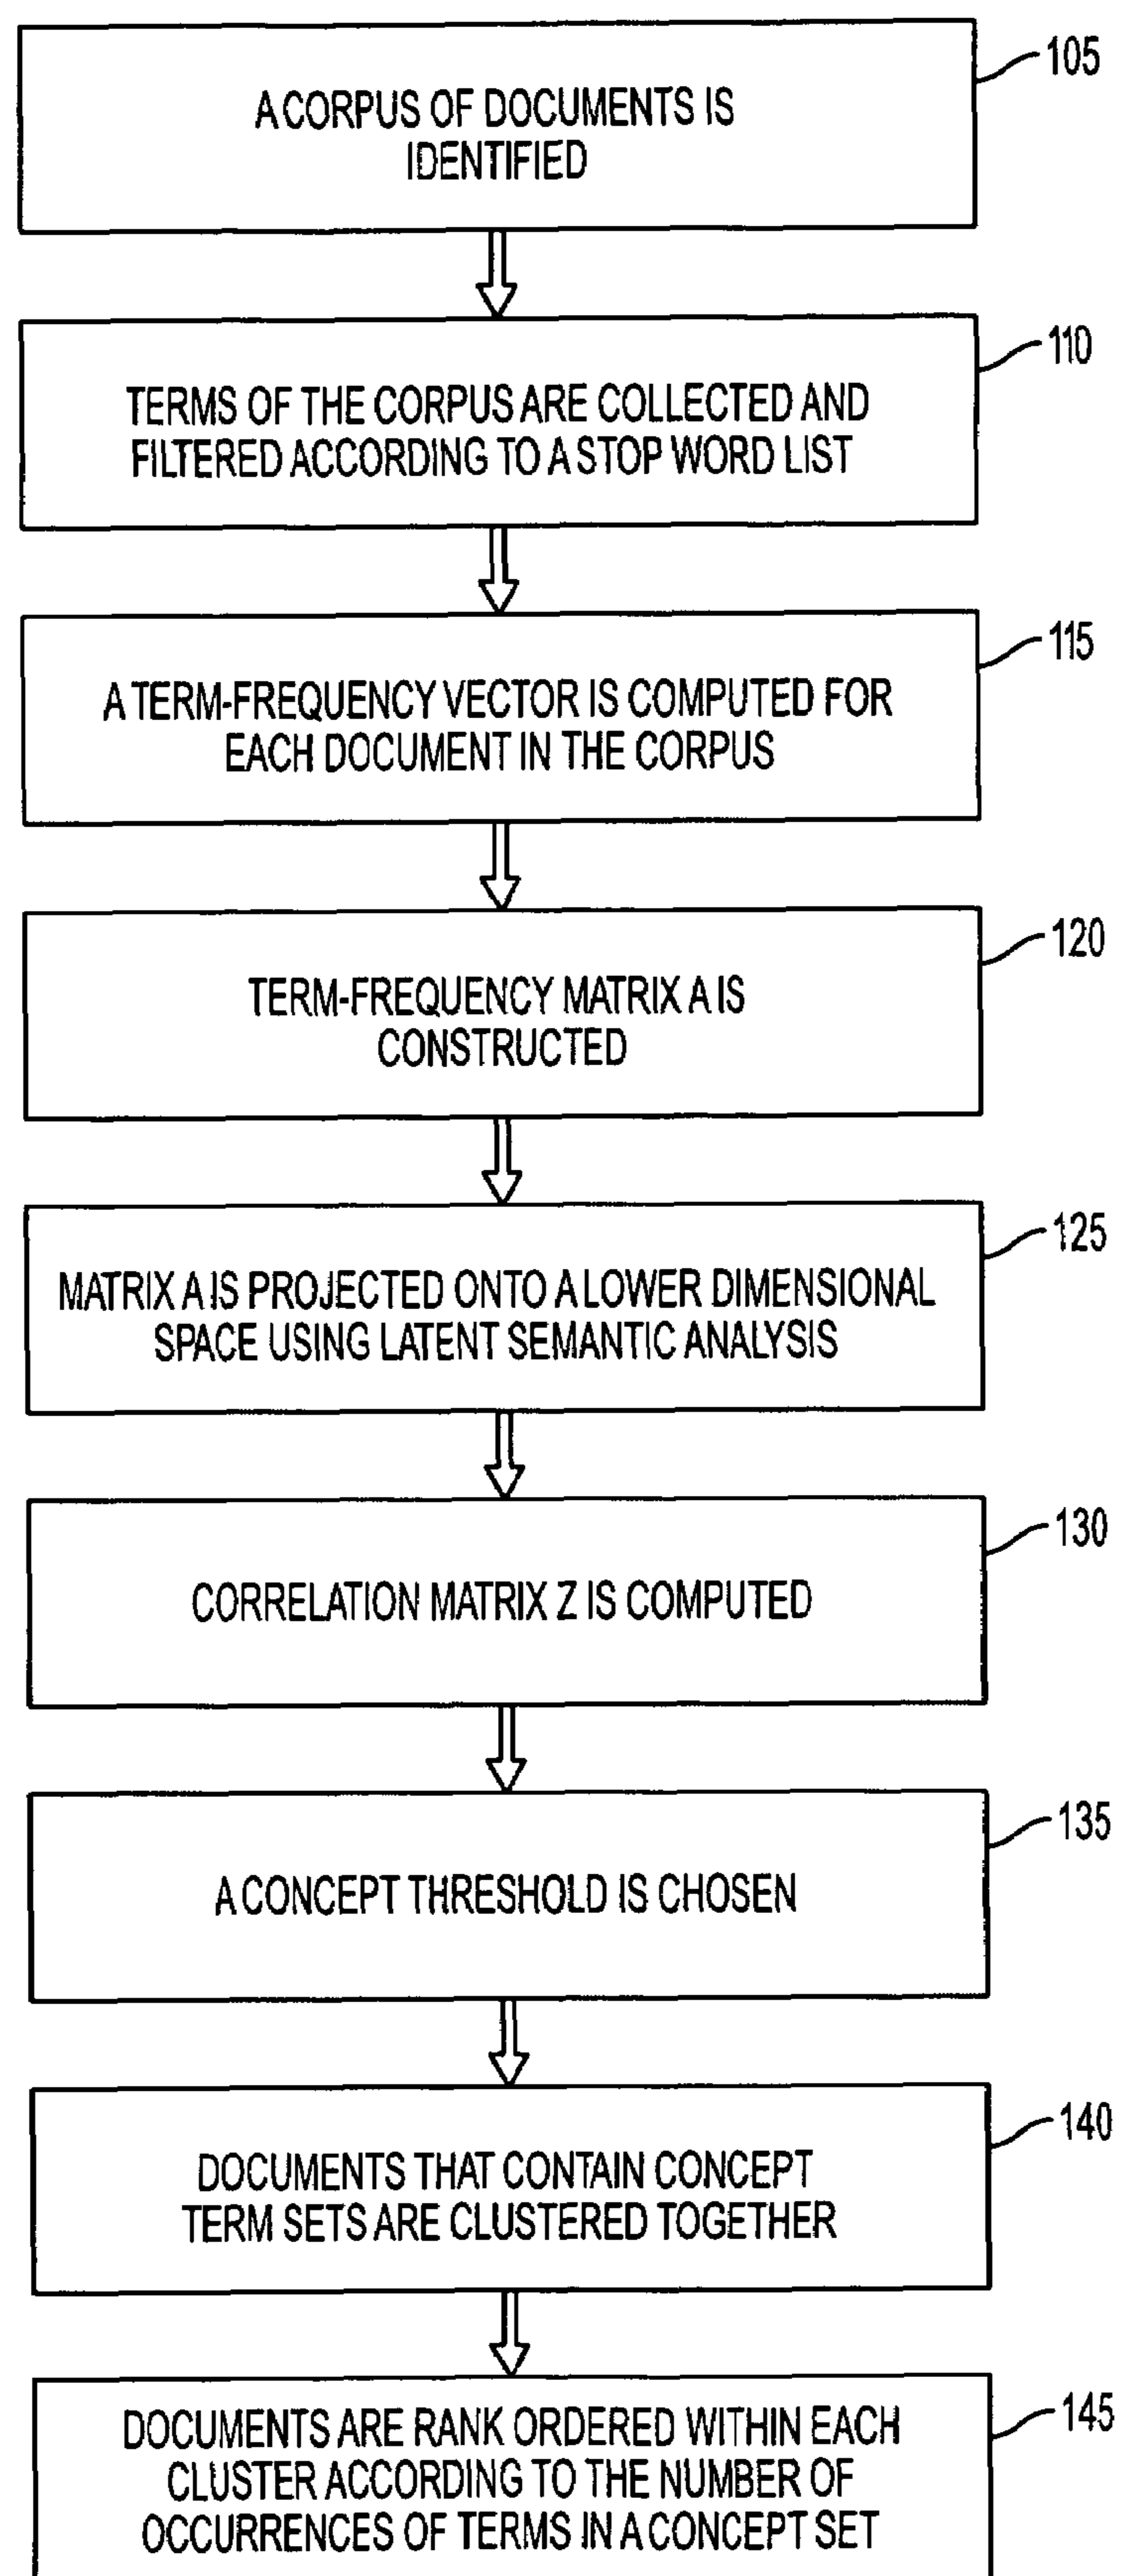 105
A CORPUS OF DOCUMENTS IS
IDENTIFIED
110
TERMS OF THE CORPUS ARE COLLECTED AND
FILTERED ACCORDING TO A STOP WORD LIST
115
A TERM-FREQUENCY VECTOR IS COMPUTED FOR
EACH DOCUMENT IN THE CORPUS
120
TERM-FREQUENCY MATRIX A IS
CONSTRUCTED
125
MATRIX A IS PROJECTED ONTO A LOWER DIMENSIONAL
SPACE USING LATENT SEMANTIC ANALYSIS
130
CORRELATION MATRIX Z IS COMPUTED
135
A CONCEPT THRESHOLD IS CHOSEN
140
DOCUMENTS THAT CONTAIN CONCEPT
TERM SETS ARE CLUSTERED TOGETHER
145
DOCUMENTS ARE RANK ORDERED WITHIN EACH
CLUSTER ACCORDING TO THE NUMBER OF
OCCURRENCES OF TERMS IN A CONCEPT SET